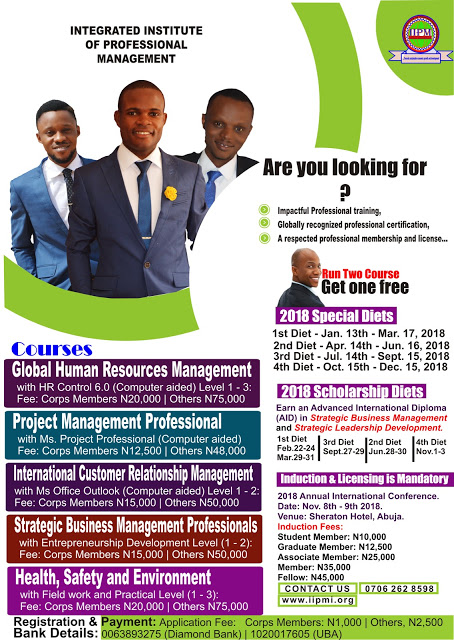 INTEGRATED INSTITUTE
OF PROFESSIONAL
MANAGEMENT
IIPM
Are you looking for
?
Impactful Professional training,
Globally recognized professional certification,
A respected professional membership and license...
Run Two Course
Get one free
2018 Special Diets
1st Diet - Jan. 13th - Mar. 17, 2018
2nd Diet - Apr. 14th - Jun. 16, 2018
3rd Diet - Jul. 14th - Sept. 15, 2018
4th Diet - Oct. 15th - Dec. 15, 2018
Courses
Global Human Resources Management
with HR Control 6.0 (Computer aided) Level 1 - 3:
Fee: Corps Members N20,000 | Others N75,000
Project Management Professional
with Ms. Project Professional (Computer aided)
Fee: Corps Members N12,500 | Others N48,000
International Customer Relationship Management
with Ms Office Outlook (Computer aided) Level 1 - 2:
Fee: Corps Members N15,000 | Others N50,000
Strategic Business Management Professionals
with Entrepreneurship Development Level (1 - 2):
Fee: Corps Members N15,000 | Others N50,000
Health, Safety and Environment
with Field work and Practical Level (1 - 3):
Fee: Corps Members N20,000 | Others N75,000
2018 Scholarship Diets
Earn an Advanced International Diploma
(AID) in Strategic Business Management
and Strategic Leadership Development.
1st Diet
Feb.22-24
Mar.29-31
3rd Diet
Sept.27-29
2nd Diet
Jun.28-30
4th Diet
Nov.1-3
Induction & Licensing is Mandatory
2018 Annual International Conference.
Date: Nov. 8th - 9th 2018.
Venue: Sheraton Hotel, Abuja.
Induction Fees:
Student Member: N10,000
Graduate Member: N12,500
Associate Member: N25,000
Member: N35,000
Fellow: N45,000
CONTACT US
0706 262 8598
www.iipmi.org
Registration & Payment: Application Fee: Corps Members: N1,000 | Others, N2,500
Bank Details: 0063893275 (Diamond Bank) | 1020017605 (UBA)